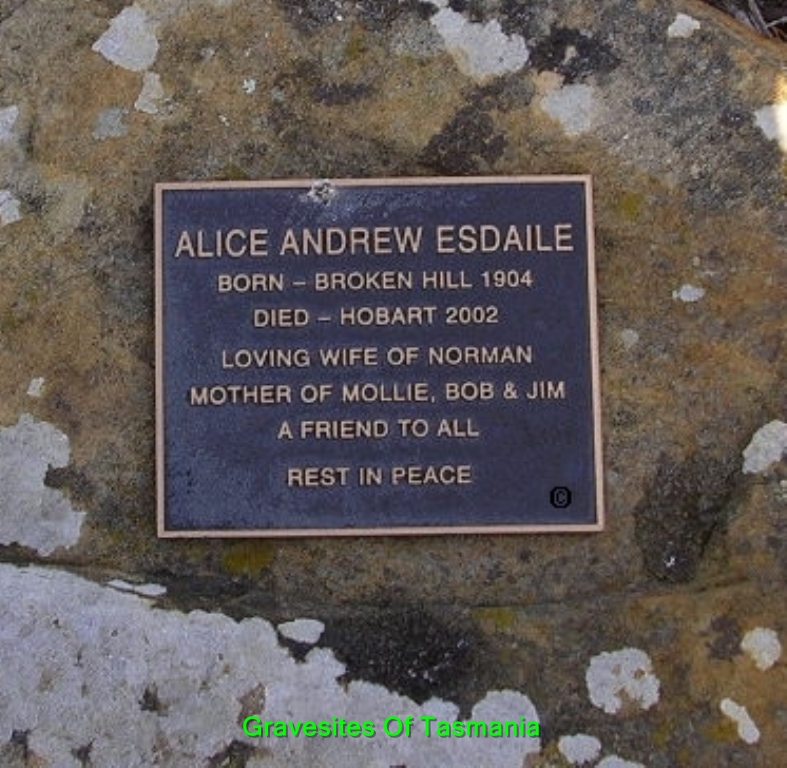 ALICE ANDREW ESDAILE
BORN – BROKEN HILL 1904
DIED – HOBART 2002
LOVING WIFE OF NORMAN
MOTHER OF MOLLIE, BOB & JIM
A FRIEND TO ALL
REST IN PEACE
©
Gravesites Of Tasmania